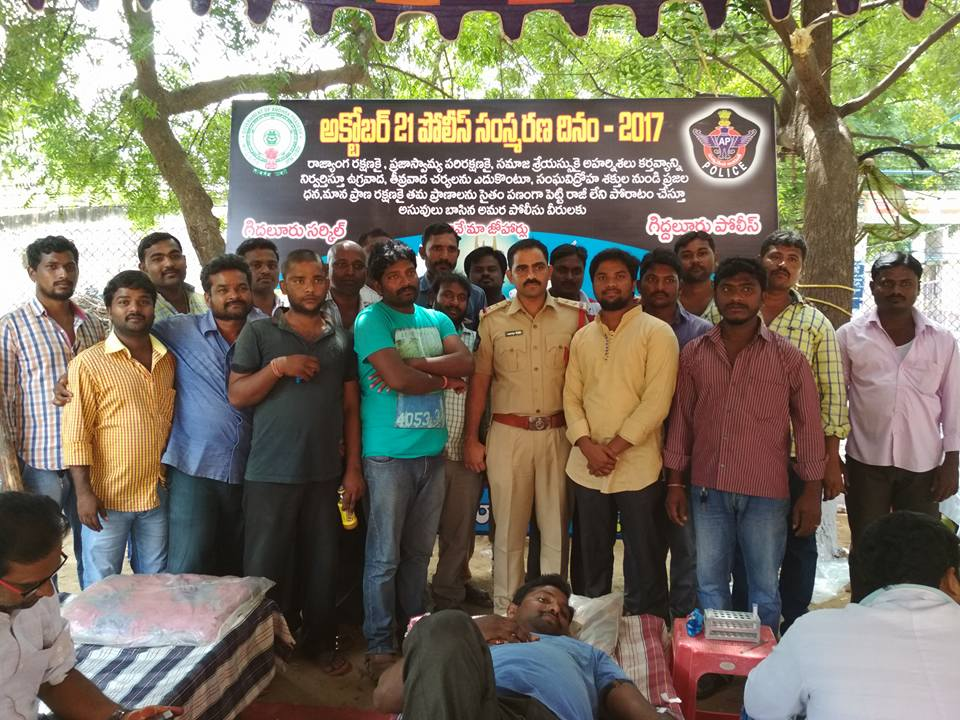 అక్టోబర్ 21 పోలీస్ సంస్మరణ దినం - 2017
రాజ్యాంగ రక్షణకై, ప్రజాస్వామ్య పరిరక్షణకై, సమాజ శ్రేయస్సుకై అహర్నిశలు కర్తవ్యాన్ని
నిర్వర్తిస్తూ ఉగ్రవాద, తీవ్రవాద చర్యలను ఎదుకొంటూ, సంఘవిద్రోహ శక్తుల నుండి ప్రజల
ధన,మాన ప్రాణ రక్షణకై తమ ప్రాణాలను సైతం పణంగా పెట్టి రాజీ లేని పోరాటం చేస్తూ
అసువులు బాసిన అమర పోలీసు వీరులకు
గిద్దలూరు సర్కిల్ మా జోహార్లు గిద్దలూరు పోలీస్
AP
POLICE
4053.3